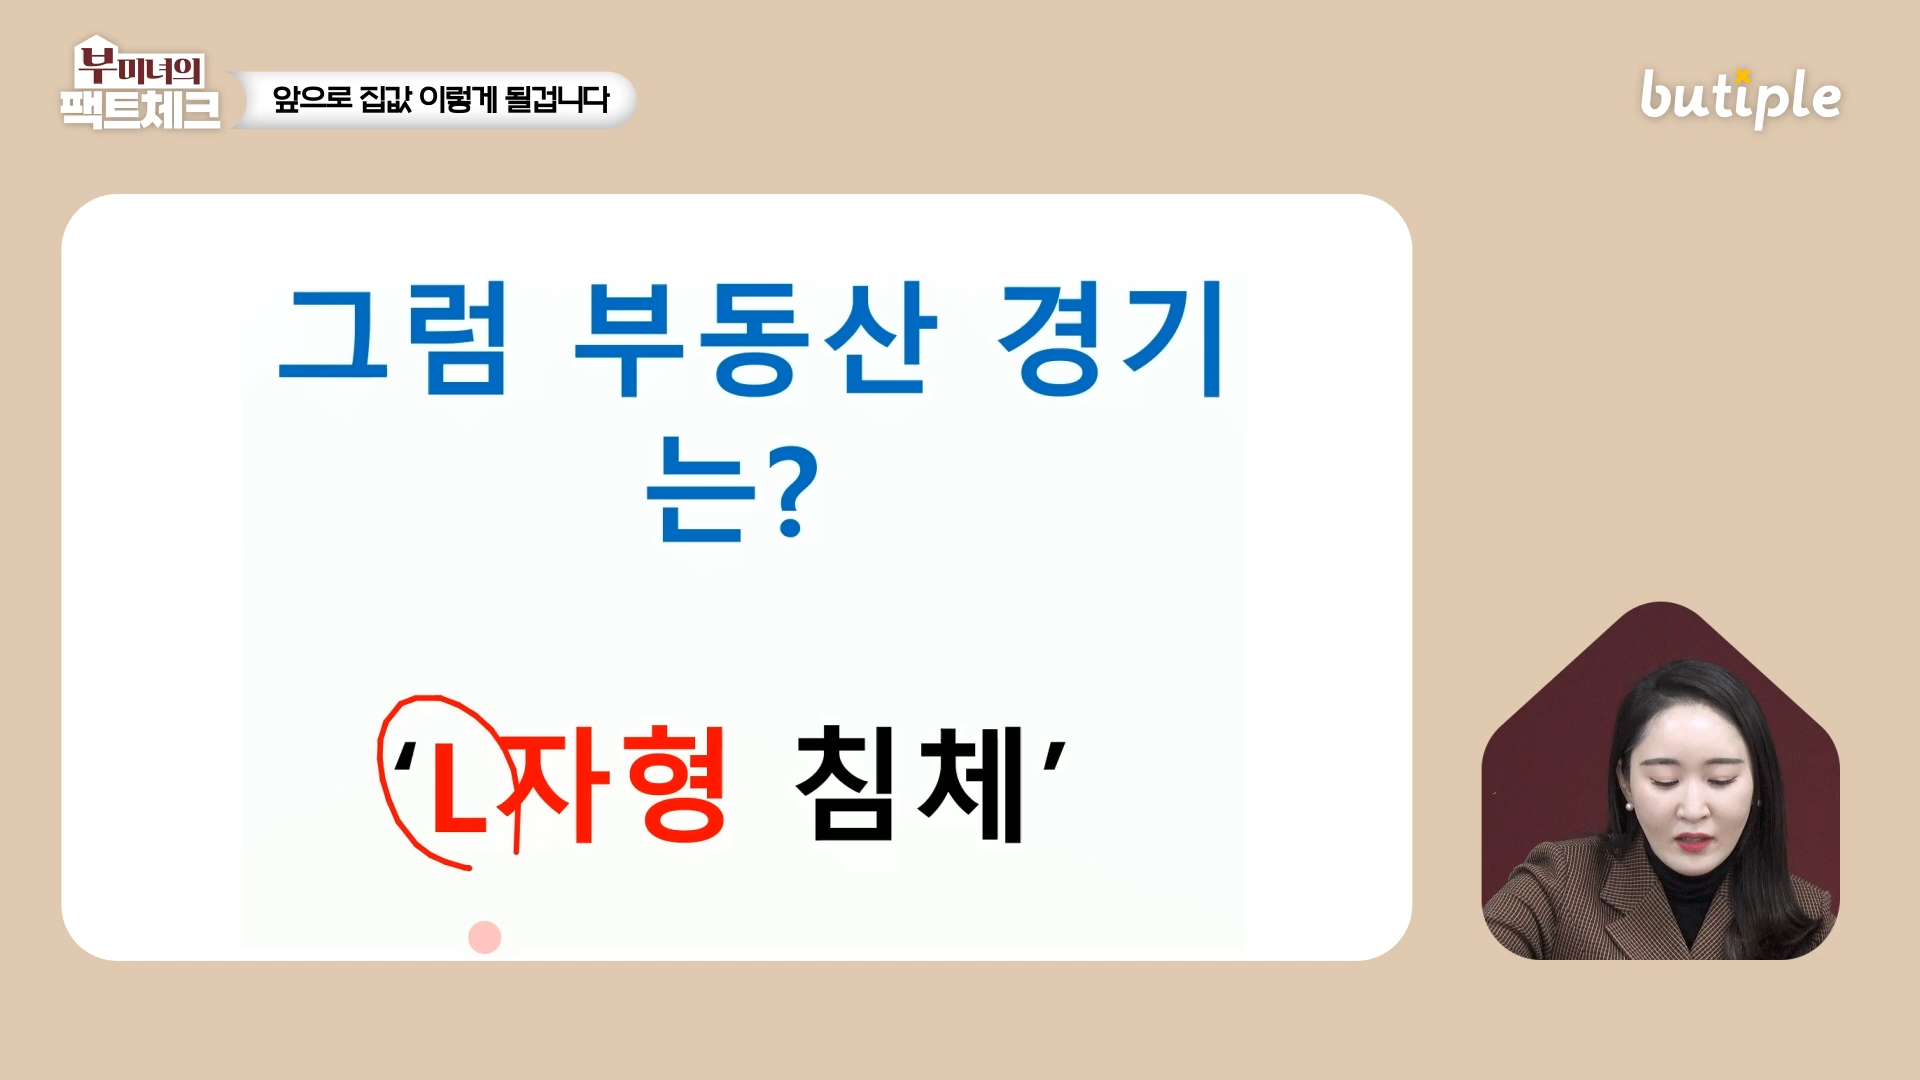 부미녀의
팩트체크
앞으로 집값 이렇게 될겁니다
butiple
그럼 부동산 경기
는?
‘L자형 침체’